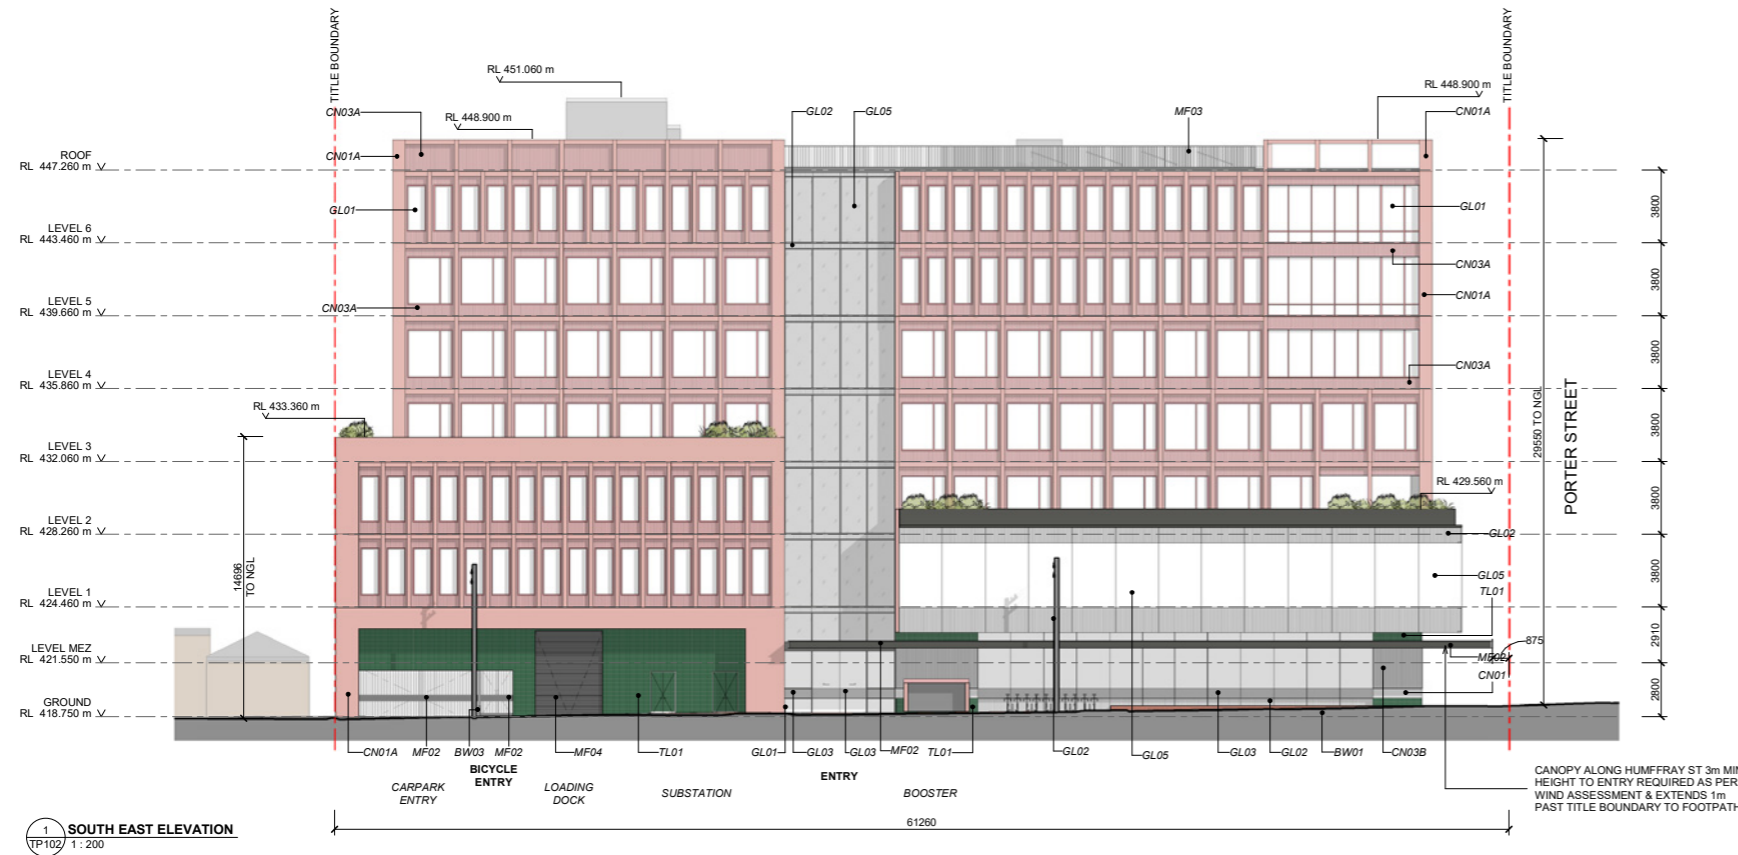 TITLE BOUNDARY
TITLE BOUNDARY
RL 451.060 m
RL 448.900 m
RL 448.900 m
CN03A
GL02
GL05
MF03
CN01A
ROOF
RL 447.260 m
CN01A
GL01
GL01
3800
LEVEL 6
RL 443.460 m
CN03A
3800
CN01A
LEVEL 5
RL 439.660 m
CN03A
3800
CN03A
LEVEL 4
RL 435.860 m
RL 433.360 m
3800
29550 TO NGL
PORTER STREET
LEVEL 3
RL 432.060 m
3800
RL 429.560 m
LEVEL 2
RL 428.260 m
GL02
3800
14696
TO NGL
GL05
TL01
LEVEL 1
RL 424.460 m
2910
875
LEVEL MEZ
RL 421.550 m
MF02
CN01
2800
GROUND
RL 418.750 m
CN01A
MF02
BW03
MF02
MF04
TL01
GL01
GL03
GL03
MF02
TL01
GL02
GL05
GL03
GL02
BW01
CN03B
BICYCLE
ENTRY
ENTRY
CARPARK
ENTRY
LOADING
DOCK
SUBSTATION
BOOSTER
CANOPY ALONG HUMFFRAY ST 3m MIN
HEIGHT TO ENTRY REQUIRED AS PER
WIND ASSESSMENT & EXTENDS 1m
PAST TITLE BOUNDARY TO FOOTPATH
61260
1
TP102
SOUTH EAST ELEVATION
1 : 200